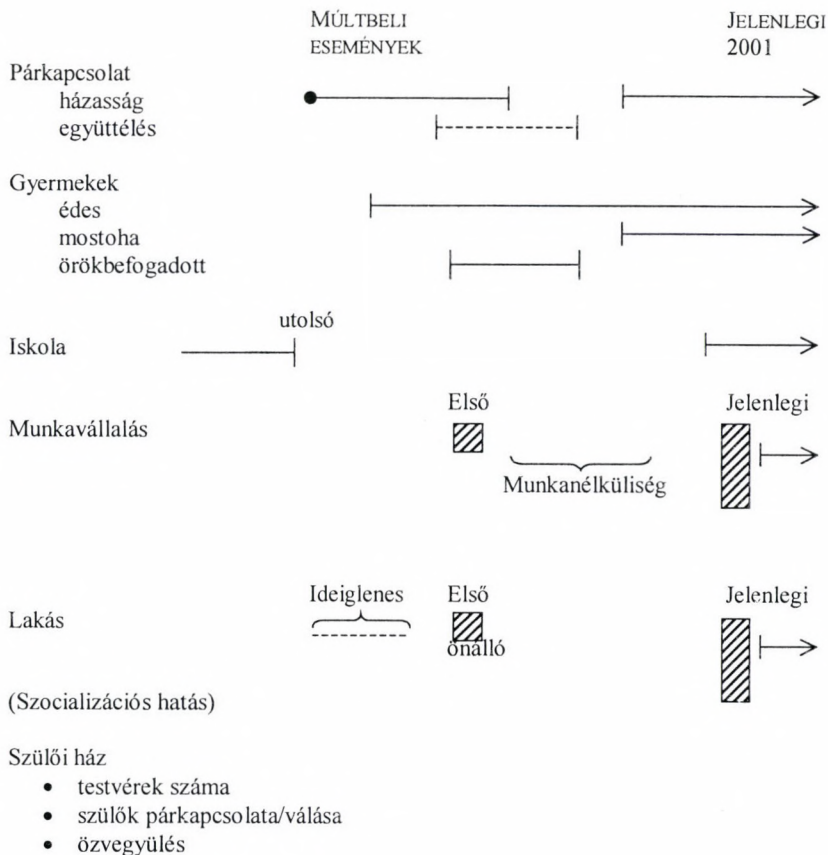 MÚLTBELI JELENLEGI
ESEMÉNYEK 2001
Párkapcsolat
házasság
együttélés
Gyermekek
édes
mostoha
örökbefogadott
utolsó
Iskola
Első Jelenlegi
Munkavállalás
Munkanélküliség
Ideiglenes Első Jelenlegi
Lakás
önálló
(Szocializációs hatás)
Szülői ház
• testvérek száma
• szülők párkapcsolata/válása
• özvegyülés